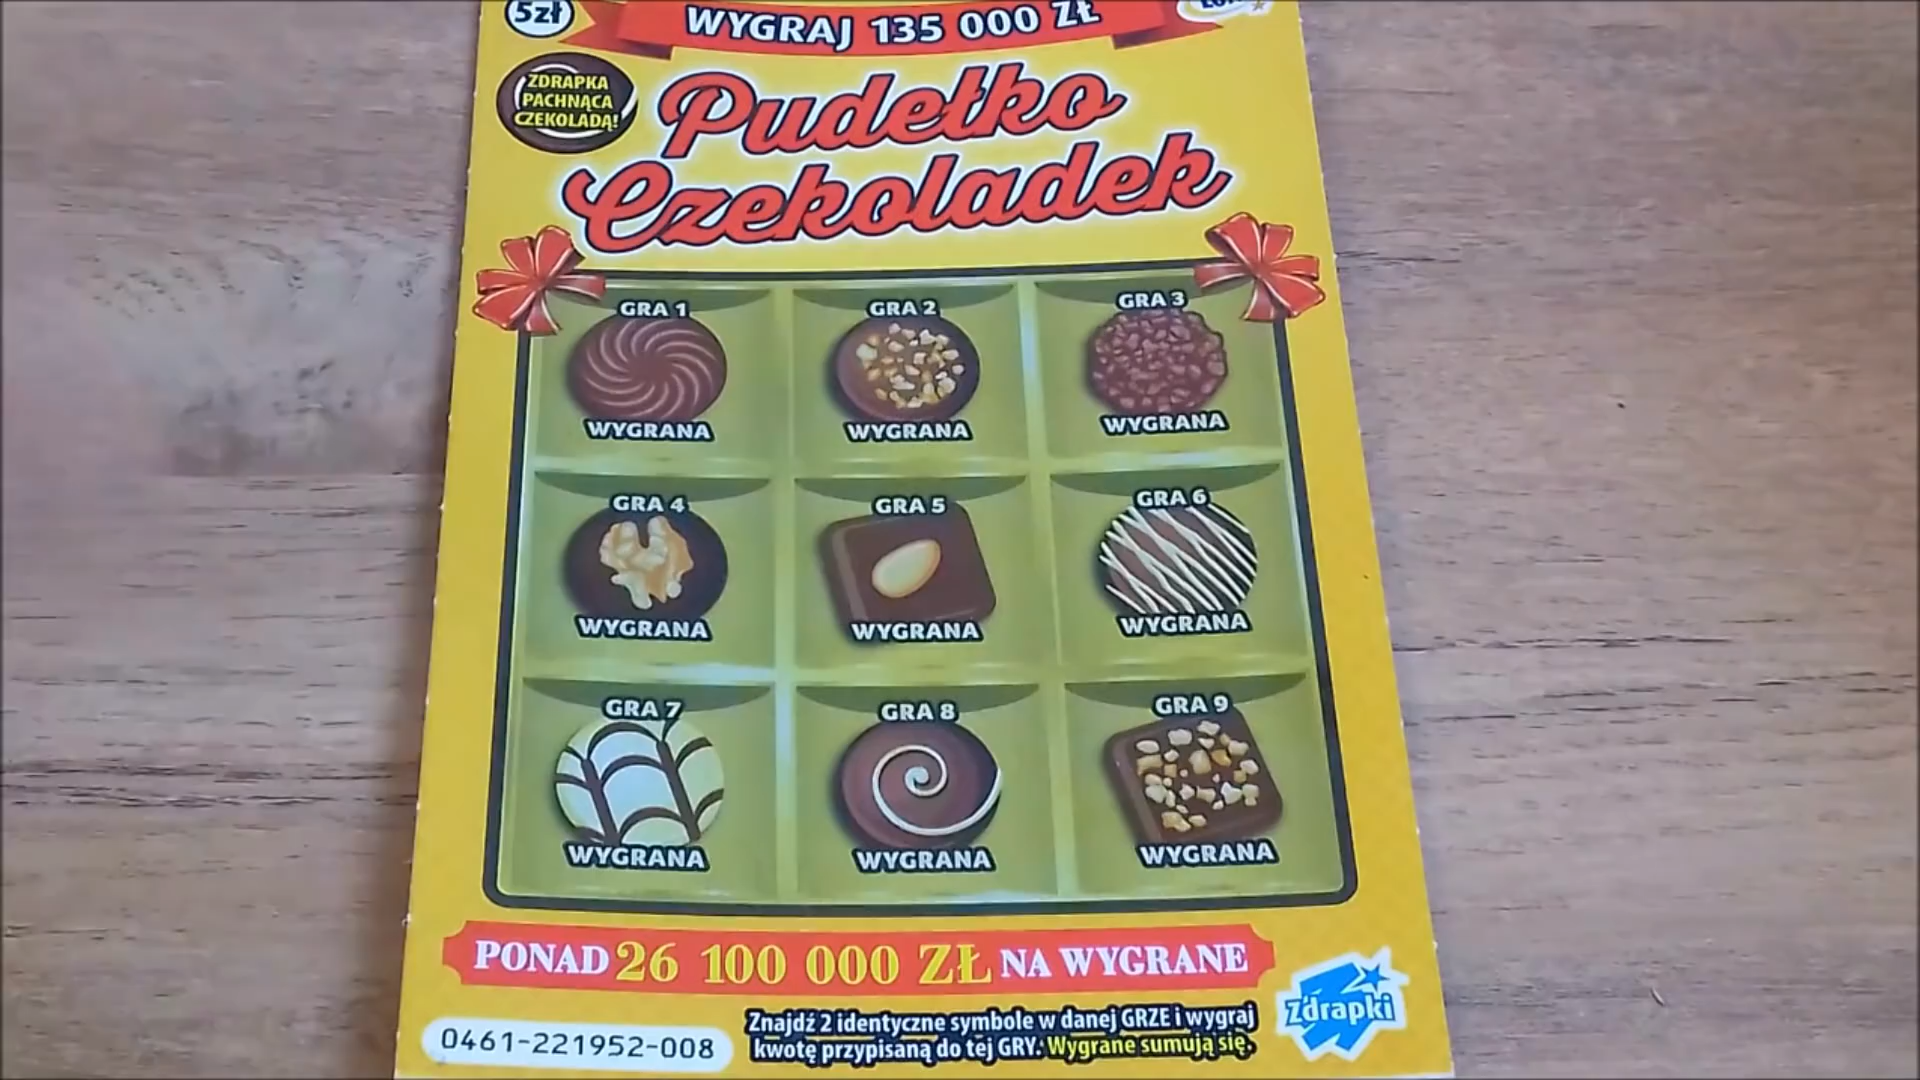 5zł
WYGRAJ 135 000 ZŁ
ZDRAPKA
PACHNĄCA
CZEKOLADĄ!
Pudełko
Czekoladek
GRA 1
WYGRANA
GRA 2
WYGRANA
GRA 3
WYGRANA
GRA 4
WYGRANA
GRA 5
WYGRANA
GRA 6
WYGRANA
GRA 7
WYGRANA
GRA 8
WYGRANA
GRA 9
WYGRANA
PONAD 26 100 000 ZŁ NA WYGRANE
0461-221952-008
Znajdź 2 identyczne symbole w danej GRZE i wygraj
kwotę przypisaną do tej GRY. Wygrane sumują się.
Zdrapki